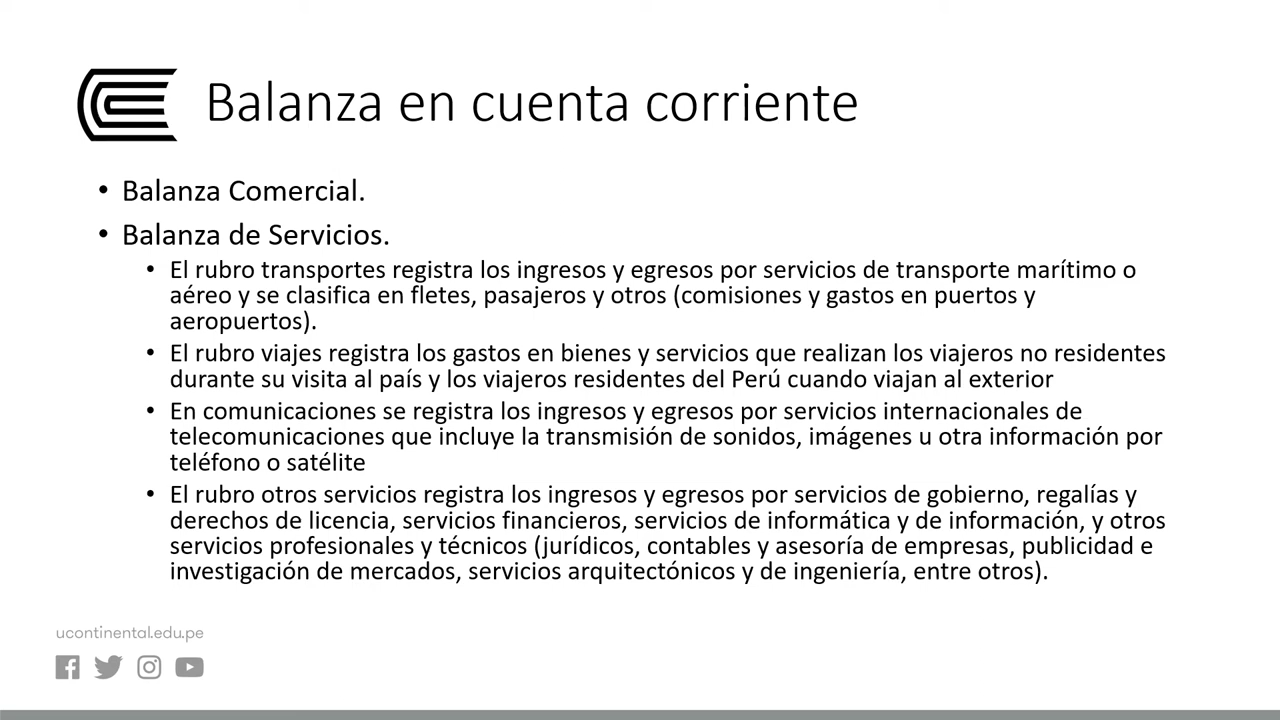 Balanza en cuenta corriente
• Balanza Comercial.
• Balanza de Servicios.
• El rubro transportes registra los ingresos y egresos por servicios de transporte marítimo o
aéreo y se clasifica en fletes, pasajeros y otros (comisiones y gastos en puertos y
aeropuertos).
• El rubro viajes registra los gastos en bienes y servicios que realizan los viajeros no residentes
durante su visita al país y los viajeros residentes del Perú cuando viajan al exterior
• En comunicaciones se registra los ingresos y egresos por servicios internacionales de
telecomunicaciones que incluye la transmisión de sonidos, imágenes u otra información por
teléfono o satélite
• El rubro otros servicios registra los ingresos y egresos por servicios de gobierno, regalías y
derechos de licencia, servicios financieros, servicios de informática y de información, y otros
servicios profesionales y técnicos (jurídicos, contables y asesoría de empresas, publicidad e
investigación de mercados, servicios arquitectónicos y de ingeniería, entre otros).
ucontinental.edu.pe